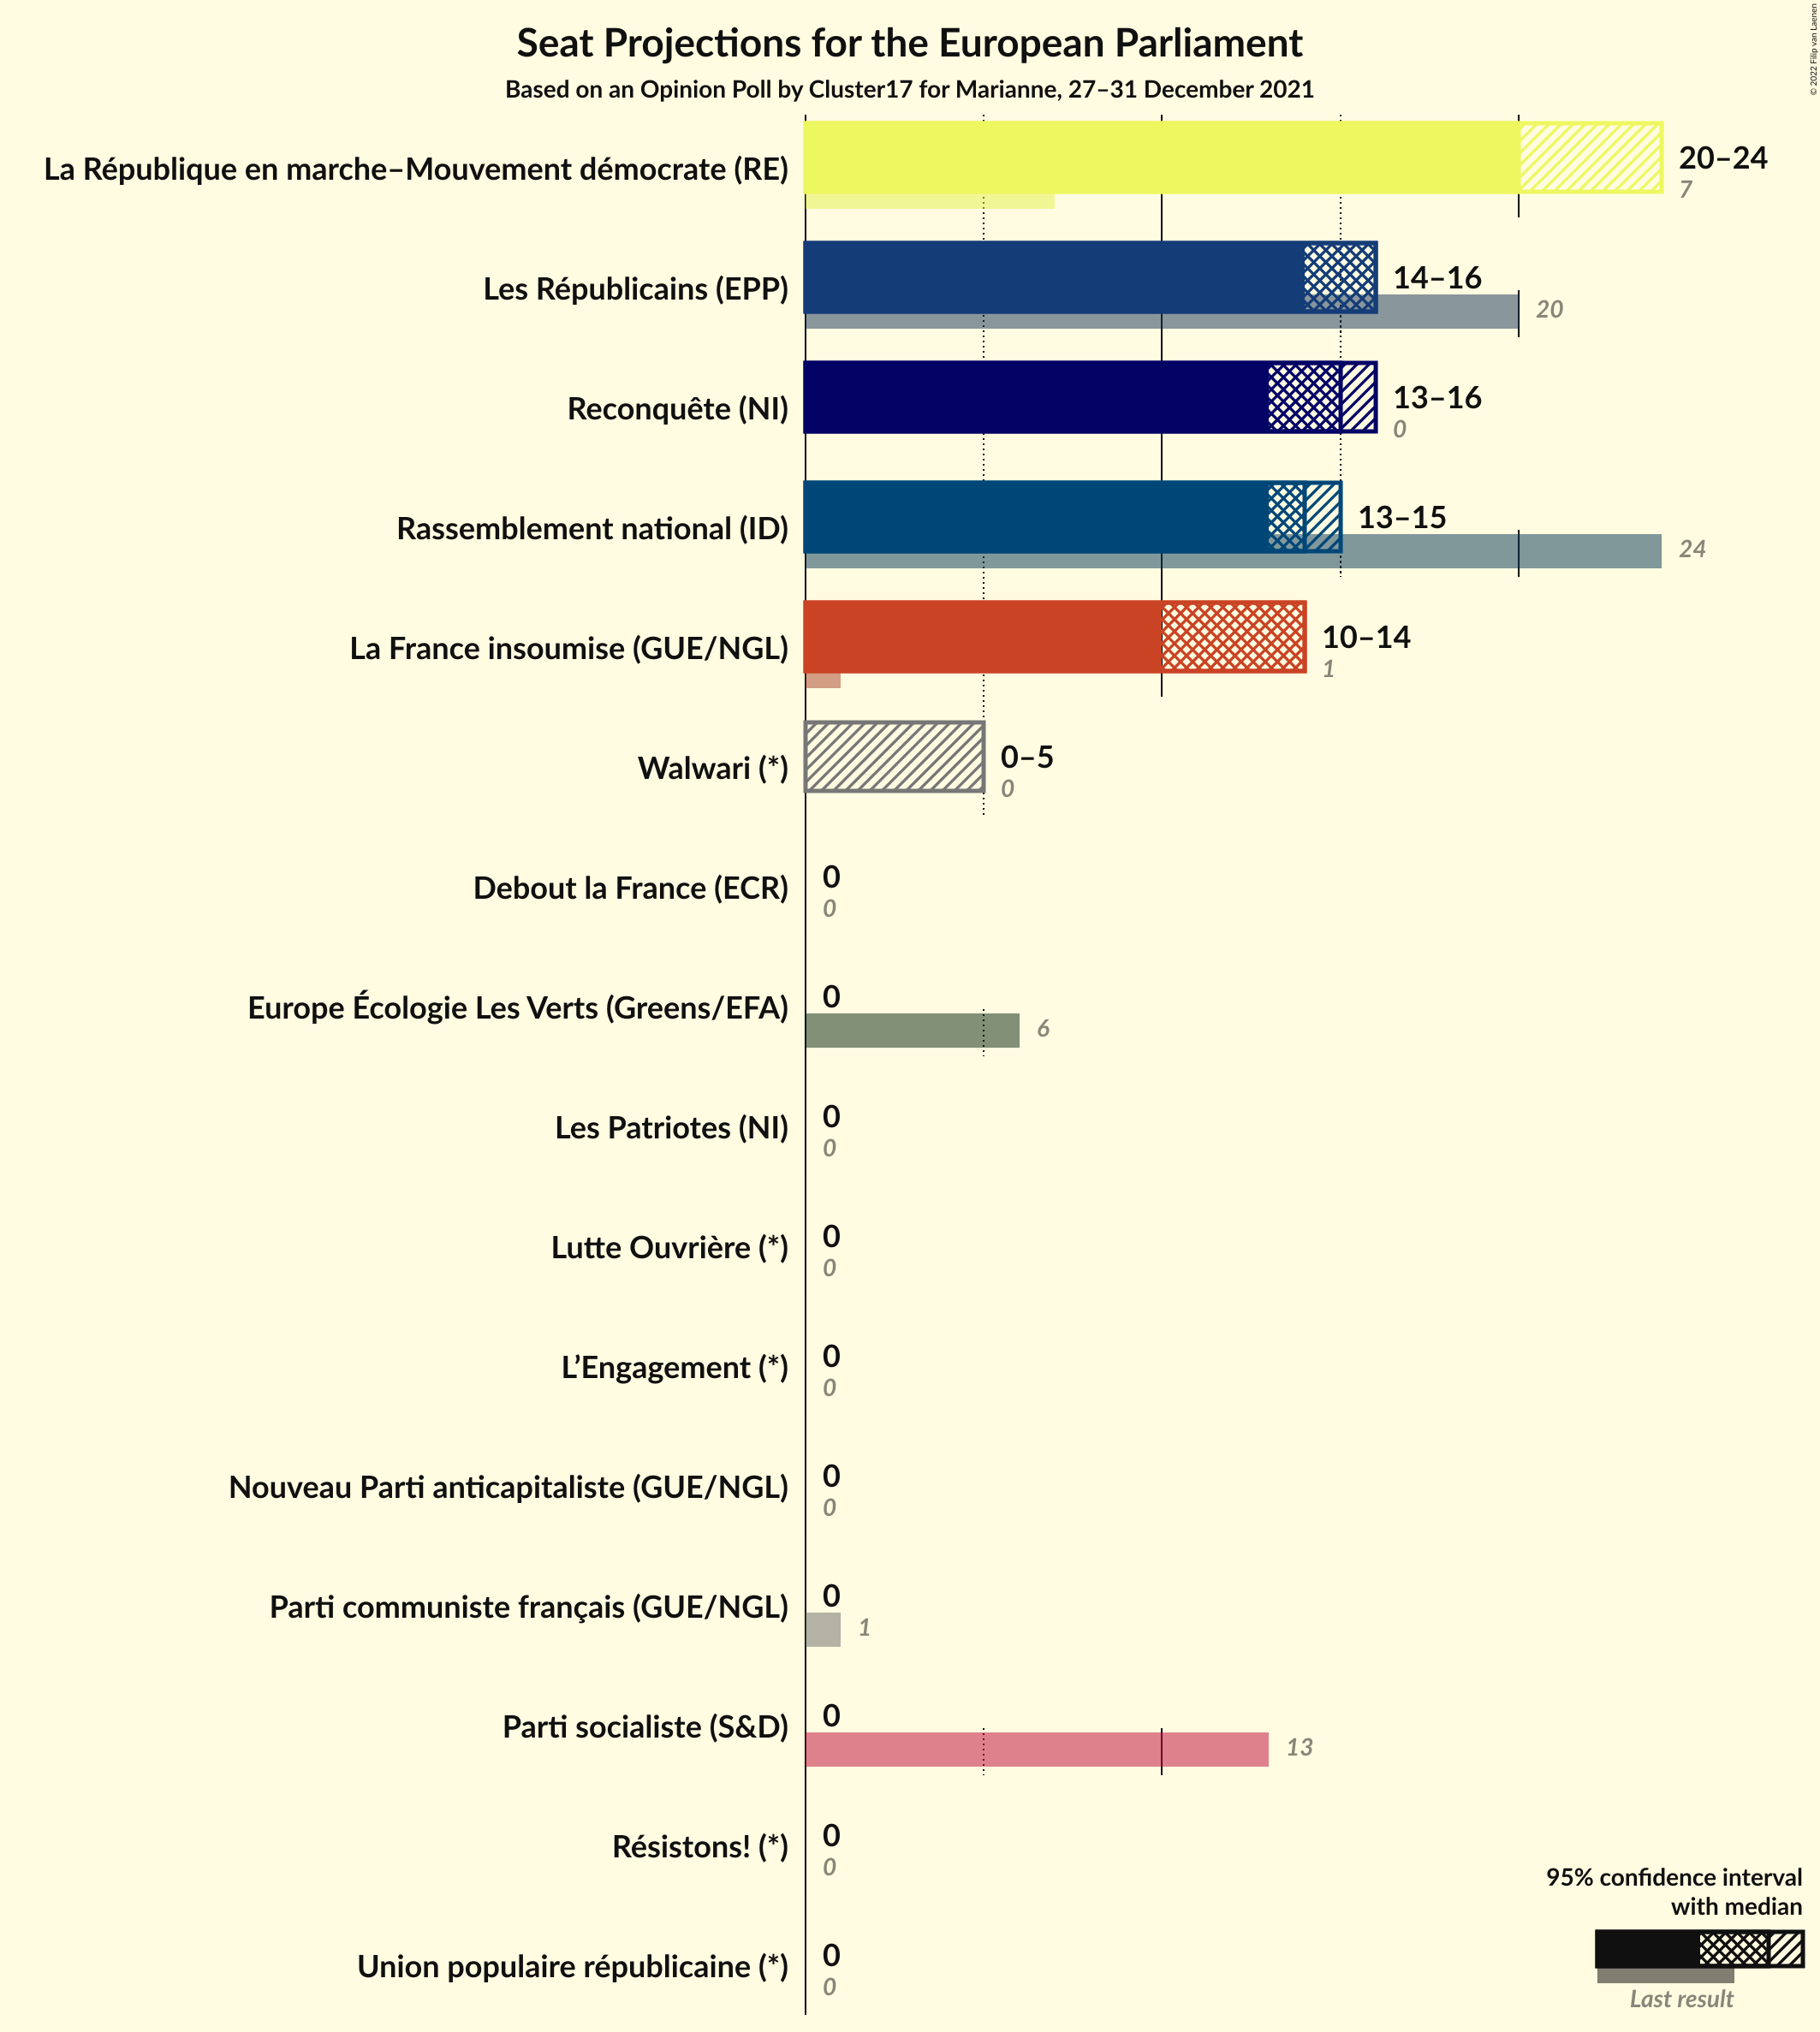 Seat Projections for the European Parliament
Based on an Opinion Poll by Cluster17 for Marianne, 27–31 December 2021
© 2022 Filip van Laenen
La République en marche–Mouvement démocrate (RE)
20–24
7
Les Républicains (EPP)
14–16
20
Reconquête (NI)
13–16
0
Rassemblement national (ID)
13–15
24
La France insoumise (GUE/NGL)
10–14
1
Walwari (*)
0–5
0
Debout la France (ECR)
0
0
Europe Écologie Les Verts (Greens/EFA)
0
6
Les Patriotes (NI)
0
0
Lutte Ouvrière (*)
0
0
L’Engagement (*)
0
0
Nouveau Parti anticapitaliste (GUE/NGL)
0
0
Parti communiste français (GUE/NGL)
0
1
Parti socialiste (S&D)
0
13
Résistons! (*)
0
0
Union populaire républicaine (*)
0
0
95% confidence interval
with median
Last result